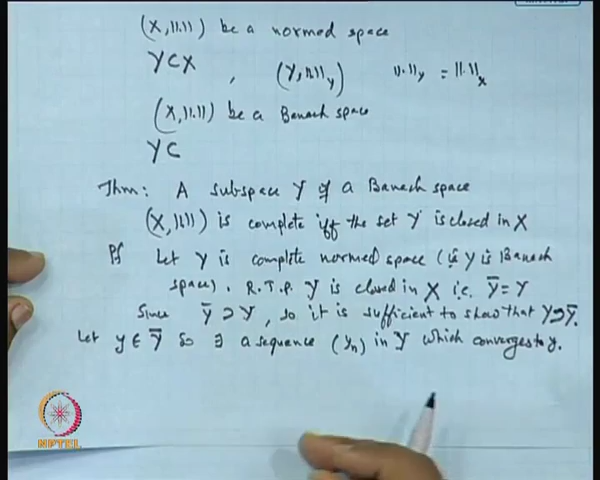 (X, ||.||) be a normed space
Y ⊂ X , (Y, ||.||_Y) ||.||_Y = ||.||_X
(X, ||.||) be a Banach space
Y ⊂
Thm: A subspace Y of a Banach space
(X, ||.||) is complete iff the set Y is closed in X
Pf Let Y is complete normed space (ie Y is Banach
space). R.T.P. Y is closed in X i.e. Ȳ = Y
Since Ȳ ⊃ Y, so it is sufficient to show that Y ⊃ Ȳ.
Let y ∈ Ȳ So ∃ a sequence (y_n) in Y which converges to y.
NPTEL